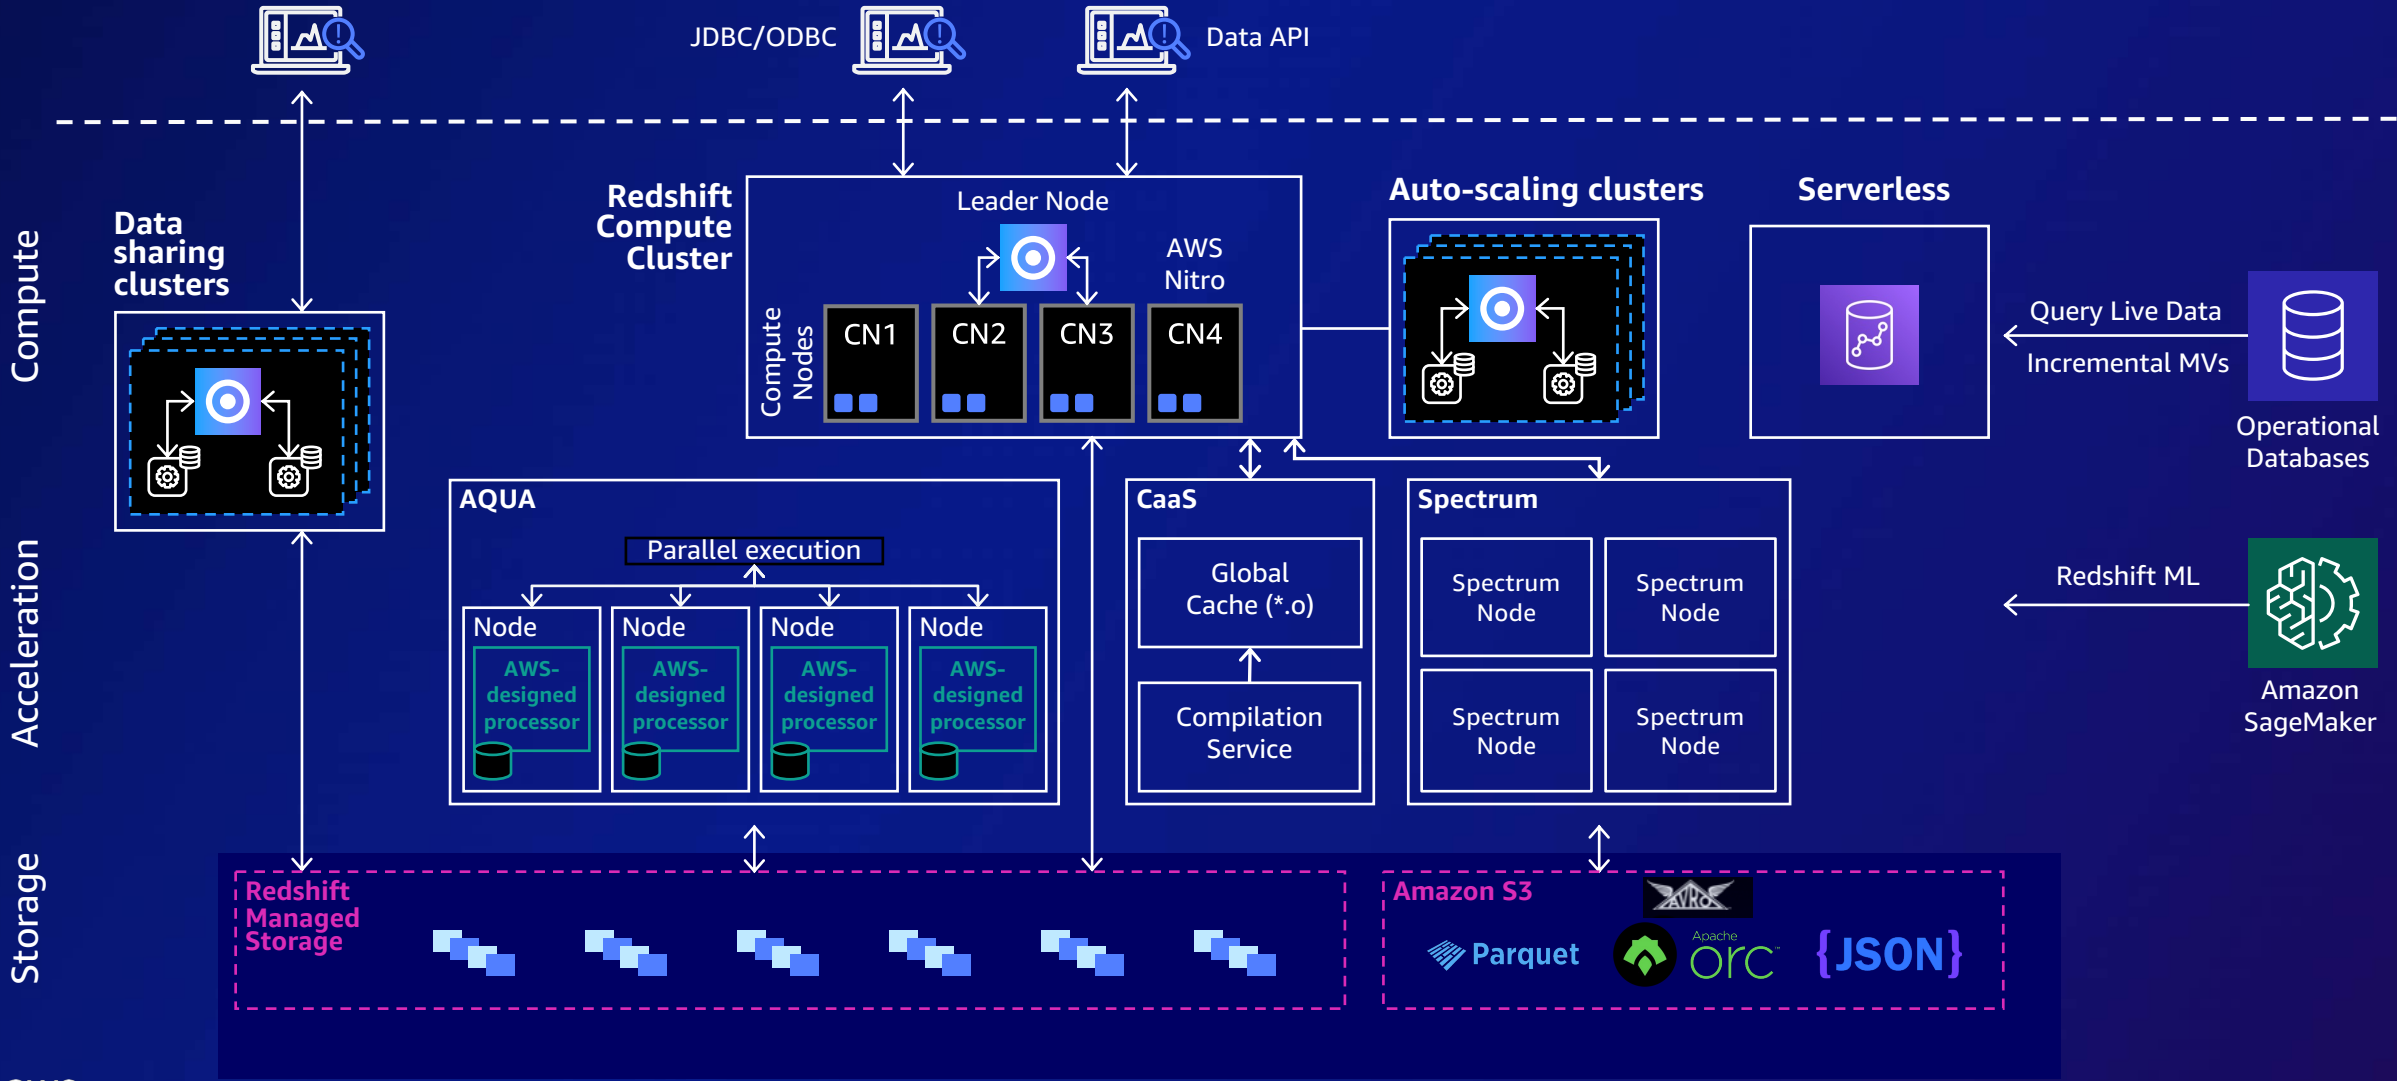 JDBC/ODBC
Data API
Compute
Data
sharing
clusters
Redshift
Compute
Cluster
Leader Node
AWS
Nitro
Compute
Nodes
CN1
CN2
CN3
CN4
Auto-scaling clusters
Serverless
Query Live Data
Incremental MVs
Operational
Databases
Acceleration
AQUA
Parallel execution
Node
AWS-
designed
processor
Node
AWS-
designed
processor
Node
AWS-
designed
processor
Node
AWS-
designed
processor
CaaS
Global
Cache (*.o)
Compilation
Service
Spectrum
Spectrum
Node
Spectrum
Node
Spectrum
Node
Spectrum
Node
Redshift ML
Amazon
SageMaker
Storage
Redshift
Managed
Storage
Amazon S3
AVRO
Parquet
Apache
orc™
{JSON}